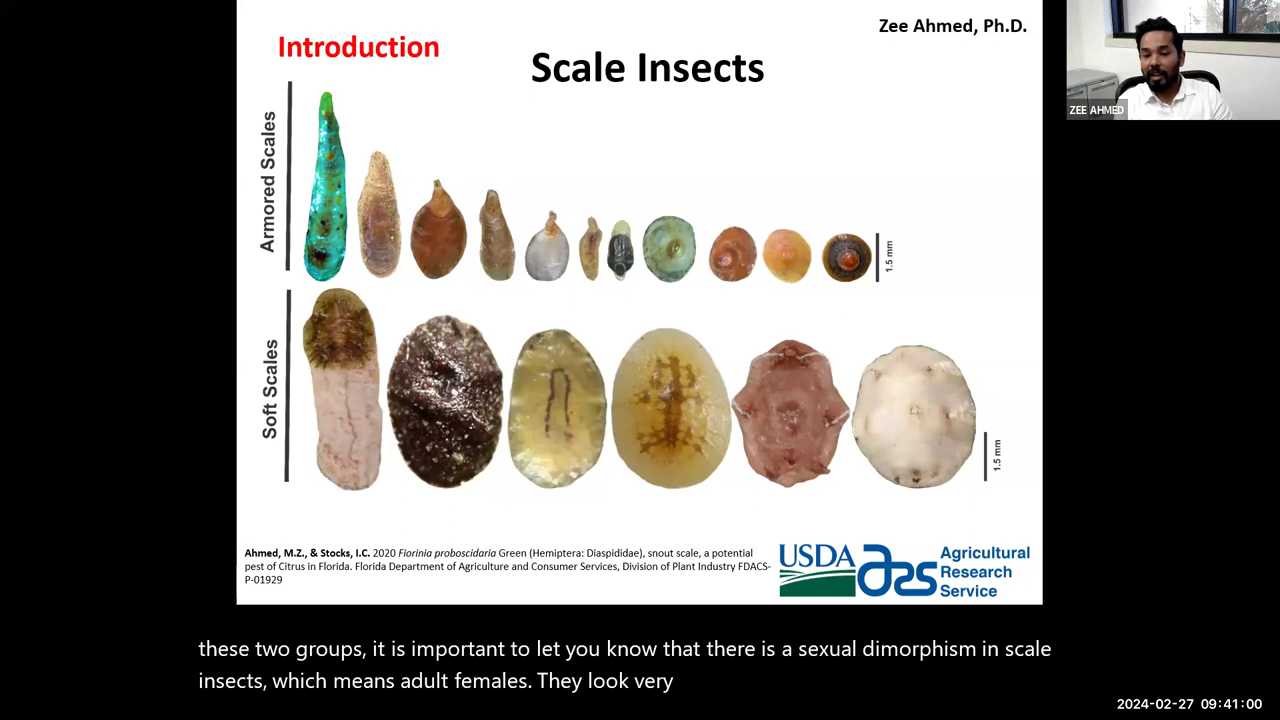 Zee Ahmed, Ph.D.
Introduction
Scale Insects
Armored Scales
1.5 mm
Soft Scales
1.5 mm
Ahmed, M.Z., & Stocks, I.C. 2020 Fiorinia proboscidaria Green (Hemiptera: Diaspididae), snout scale, a potential
pest of Citrus in Florida. Florida Department of Agriculture and Consumer Services, Division of Plant Industry FDACS-
P-01929
USDA
ars
Agricultural
Research
Service
ZEE AHMED
these two groups, it is important to let you know that there is a sexual dimorphism in scale
insects, which means adult females. They look very
2024-02-27 09:41:00